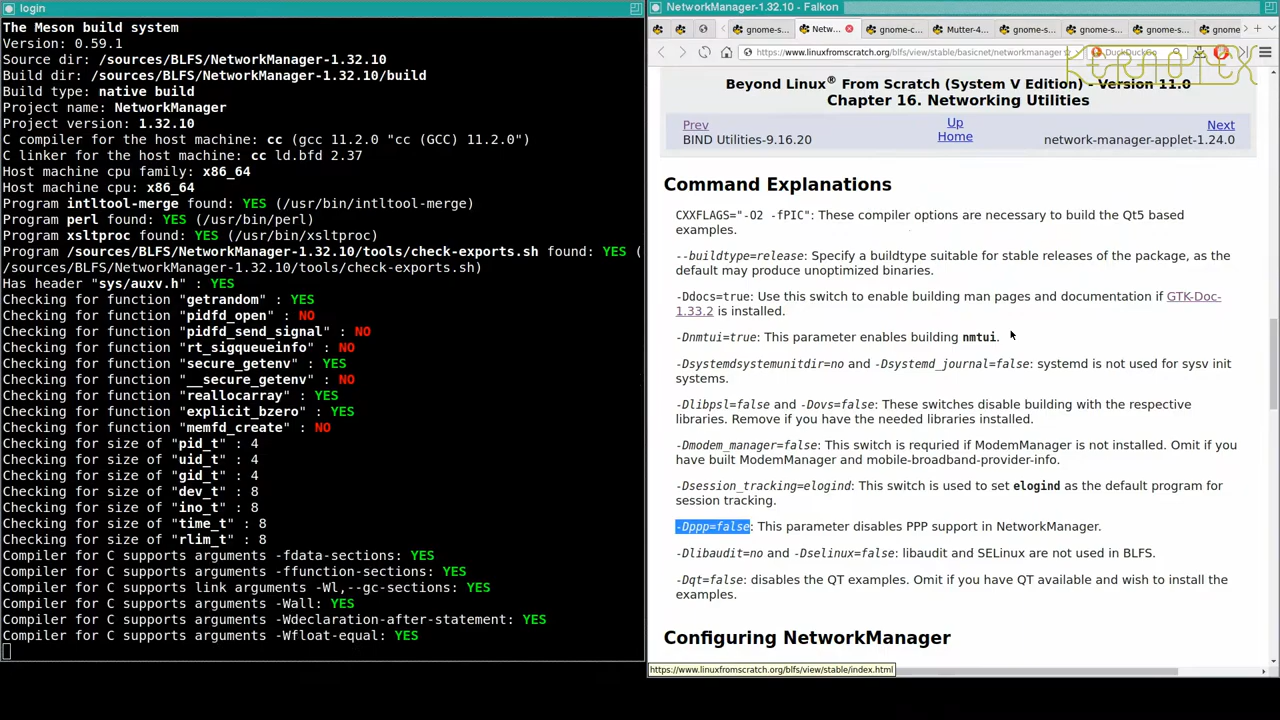 login
The Meson build system
Version: 0.59.1
Source dir: /sources/BLFS/NetworkManager-1.32.10
Build dir: /sources/BLFS/NetworkManager-1.32.10/build
Build type: native build
Project name: NetworkManager
Project version: 1.32.10
C compiler for the host machine: cc (gcc 11.2.0 "cc (GCC) 11.2.0")
C linker for the host machine: cc ld.bfd 2.37
Host machine cpu family: x86_64
Host machine cpu: x86_64
Program intltool-merge found: YES (/usr/bin/intltool-merge)
Program perl found: YES (/usr/bin/perl)
Program xsltproc found: YES (/usr/bin/xsltproc)
Program /sources/BLFS/NetworkManager-1.32.10/tools/check-exports.sh found: YES (
/sources/BLFS/NetworkManager-1.32.10/tools/check-exports.sh)
Has header "sys/auxv.h" : YES
Checking for function "getrandom" : YES
Checking for function "pidfd_open" : NO
Checking for function "pidfd_send_signal" : NO
Checking for function "rt_sigqueueinfo" : NO
Checking for function "secure_getenv" : YES
Checking for function "__secure_getenv" : NO
Checking for function "reallocarray" : YES
Checking for function "explicit_bzero" : YES
Checking for function "memfd_create" : NO
Checking for size of "pid_t" : 4
Checking for size of "uid_t" : 4
Checking for size of "gid_t" : 4
Checking for size of "dev_t" : 8
Checking for size of "ino_t" : 8
Checking for size of "time_t" : 8
Checking for size of "rlim_t" : 8
Compiler for C supports arguments -fdata-sections: YES
Compiler for C supports arguments -ffunction-sections: YES
Compiler for C supports link arguments -Wl,--gc-sections: YES
Compiler for C supports arguments -Wall: YES
Compiler for C supports arguments -Wdeclaration-after-statement: YES
Compiler for C supports arguments -Wfloat-equal: YES
NetworkManager-1.32.10 - Falkon
gnome-s... Netw... gnome-c... Mutter-4... gnome-s... gnome-s... gnome-s... gnome
https://www.linuxfromscratch.org/blfs/view/stable/basicnet/networkmanager DuckDuckGo
KERNOTEX
Beyond Linux® From Scratch (System V Edition) - Version 11.0
Chapter 16. Networking Utilities
Prev Up Next
BIND Utilities-9.16.20 Home network-manager-applet-1.24.0
Command Explanations
CXXFLAGS="-O2 -fPIC": These compiler options are necessary to build the Qt5 based
examples.
--buildtype=release: Specify a buildtype suitable for stable releases of the package, as the
default may produce unoptimized binaries.
-Ddocs=true: Use this switch to enable building man pages and documentation if GTK-Doc-
1.33.2 is installed.
-Dnmtui=true: This parameter enables building nmtui.
-Dsystemdsystemunitdir=no and -Dsystemd_journal=false: systemd is not used for sysv init
systems.
-Dlibpsl=false and -Dovs=false: These switches disable building with the respective
libraries. Remove if you have the needed libraries installed.
-Dmodem_manager=false: This switch is requried if ModemManager is not installed. Omit if you
have built ModemManager and mobile-broadband-provider-info.
-Dsession_tracking=elogind: This switch is used to set elogind as the default program for
session tracking.
-Dppp=false: This parameter disables PPP support in NetworkManager.
-Dlibaudit=no and -Dselinux=false: libaudit and SELinux are not used in BLFS.
-Dqt=false: disables the QT examples. Omit if you have QT available and wish to install the
examples.
Configuring NetworkManager
https://www.linuxfromscratch.org/blfs/view/stable/index.html